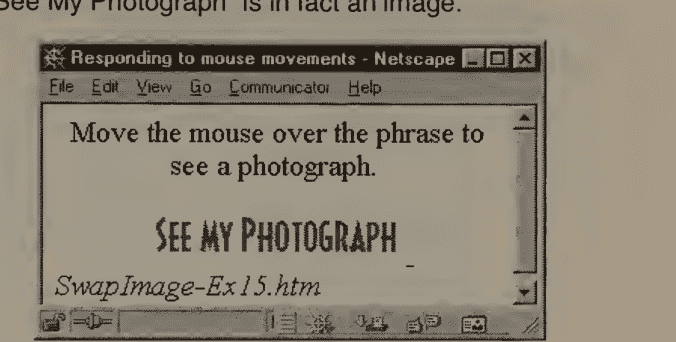 See My Photograph" is in fact an image.
Responding to mouse movements - Netscape
File Edit View Go Communicator Help
Move the mouse over the phrase to
see a photograph.
SEE MY PHOTOGRAPH
SwapImage-Ex15.htm